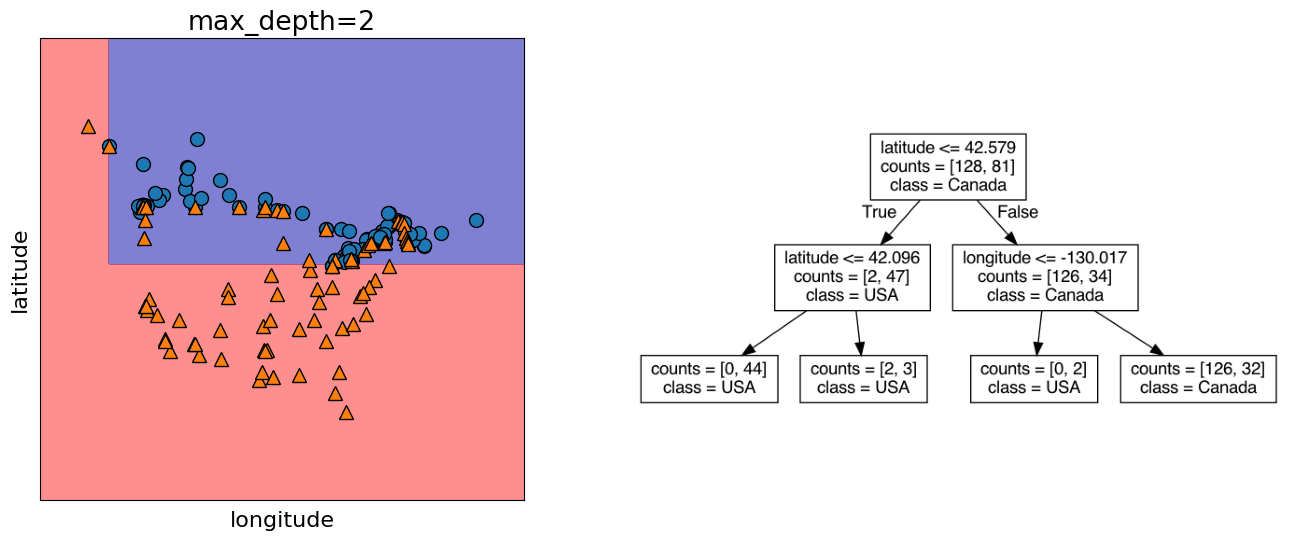 max_depth=2
latitude
longitude
latitude <= 42.579
counts = [128, 81]
class = Canada
True
False
latitude <= 42.096
counts = [2, 47]
class = USA
longitude <= -130.017
counts = [126, 34]
class = Canada
counts = [0, 44]
class = USA
counts = [2, 3]
class = USA
counts = [0, 2]
class = USA
counts = [126, 32]
class = Canada